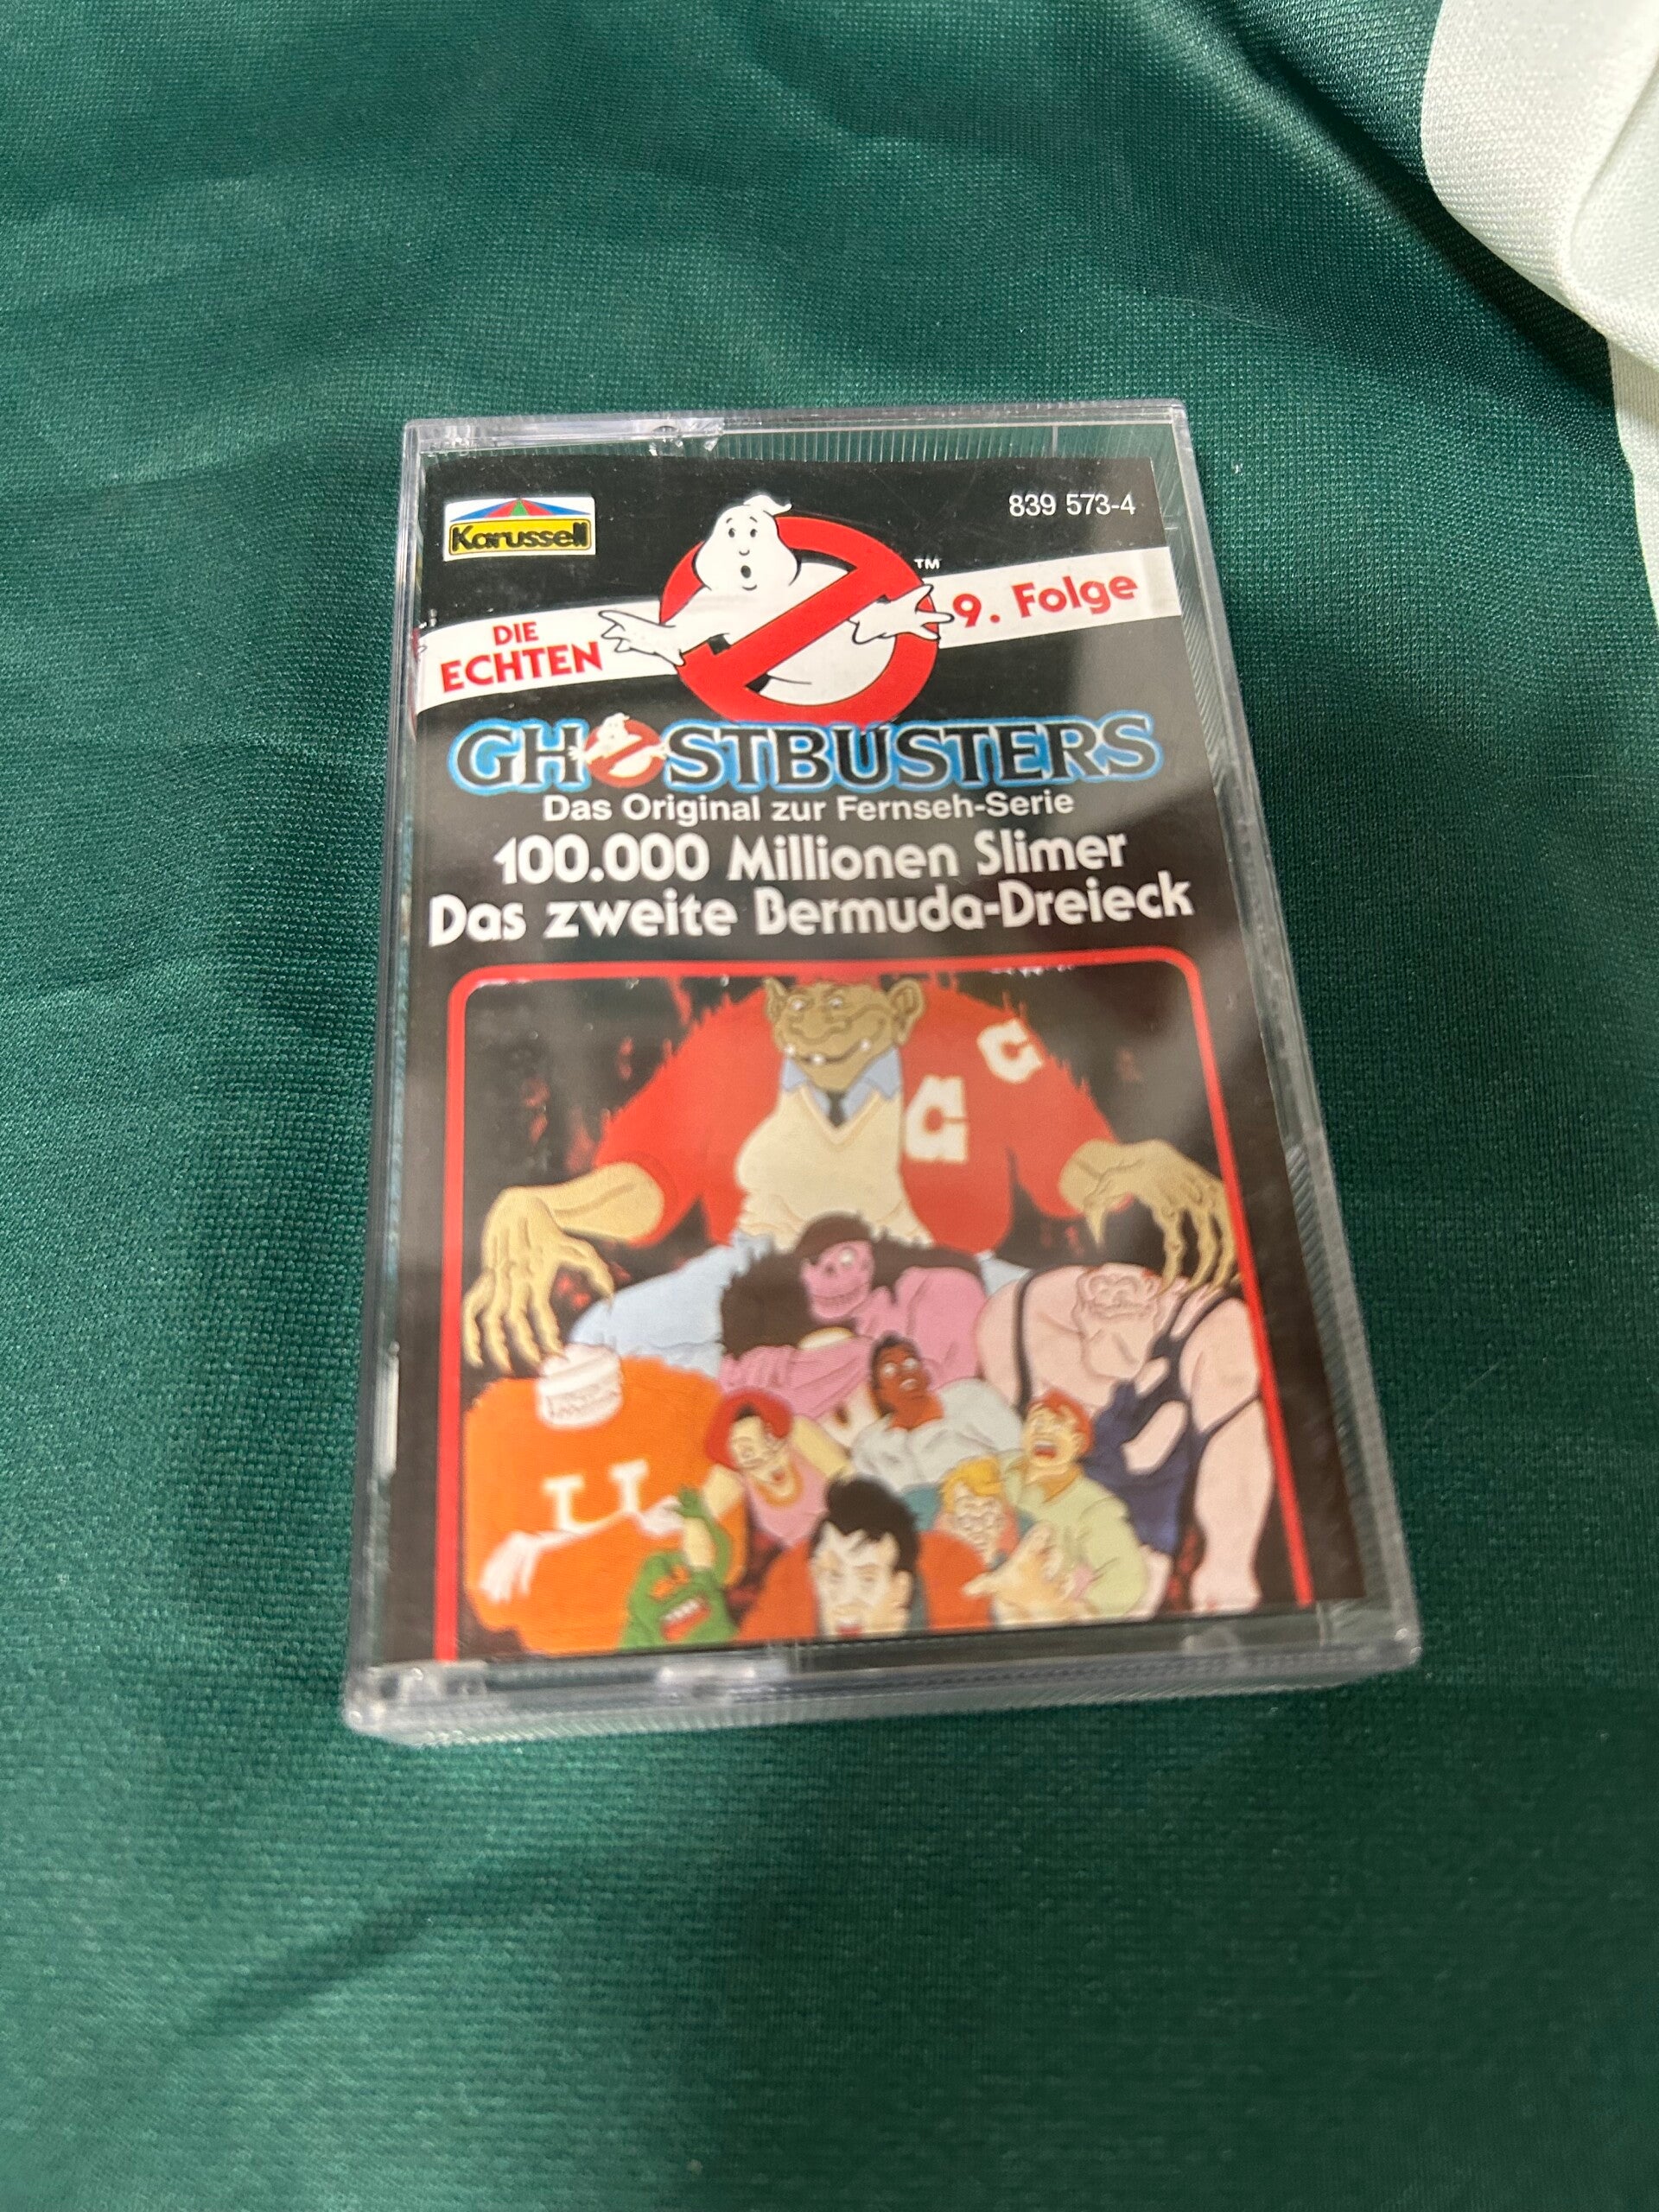 Karussell
839 573-4
TM
DIE
ECHTEN
9. Folge
GHOSTBUSTERS
Das Original zur Fernseh-Serie
100.000 Millionen Slimer
Das zweite Bermuda-Dreieck
G
G